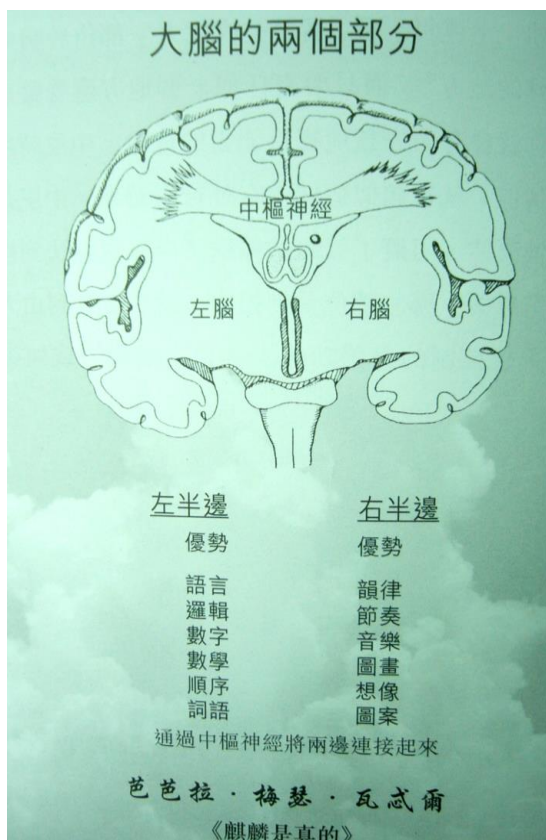 大腦的兩個部分
中樞神經
左腦
右腦
左半邊
優勢
語言
邏輯
數字
數學
順序
詞語
右半邊
優勢
韻律
節奏
音樂
圖畫
想像
圖案
通過中樞神經將兩邊連接起來
芭芭拉·梅瑟·瓦忒爾
《麒麟是真的》